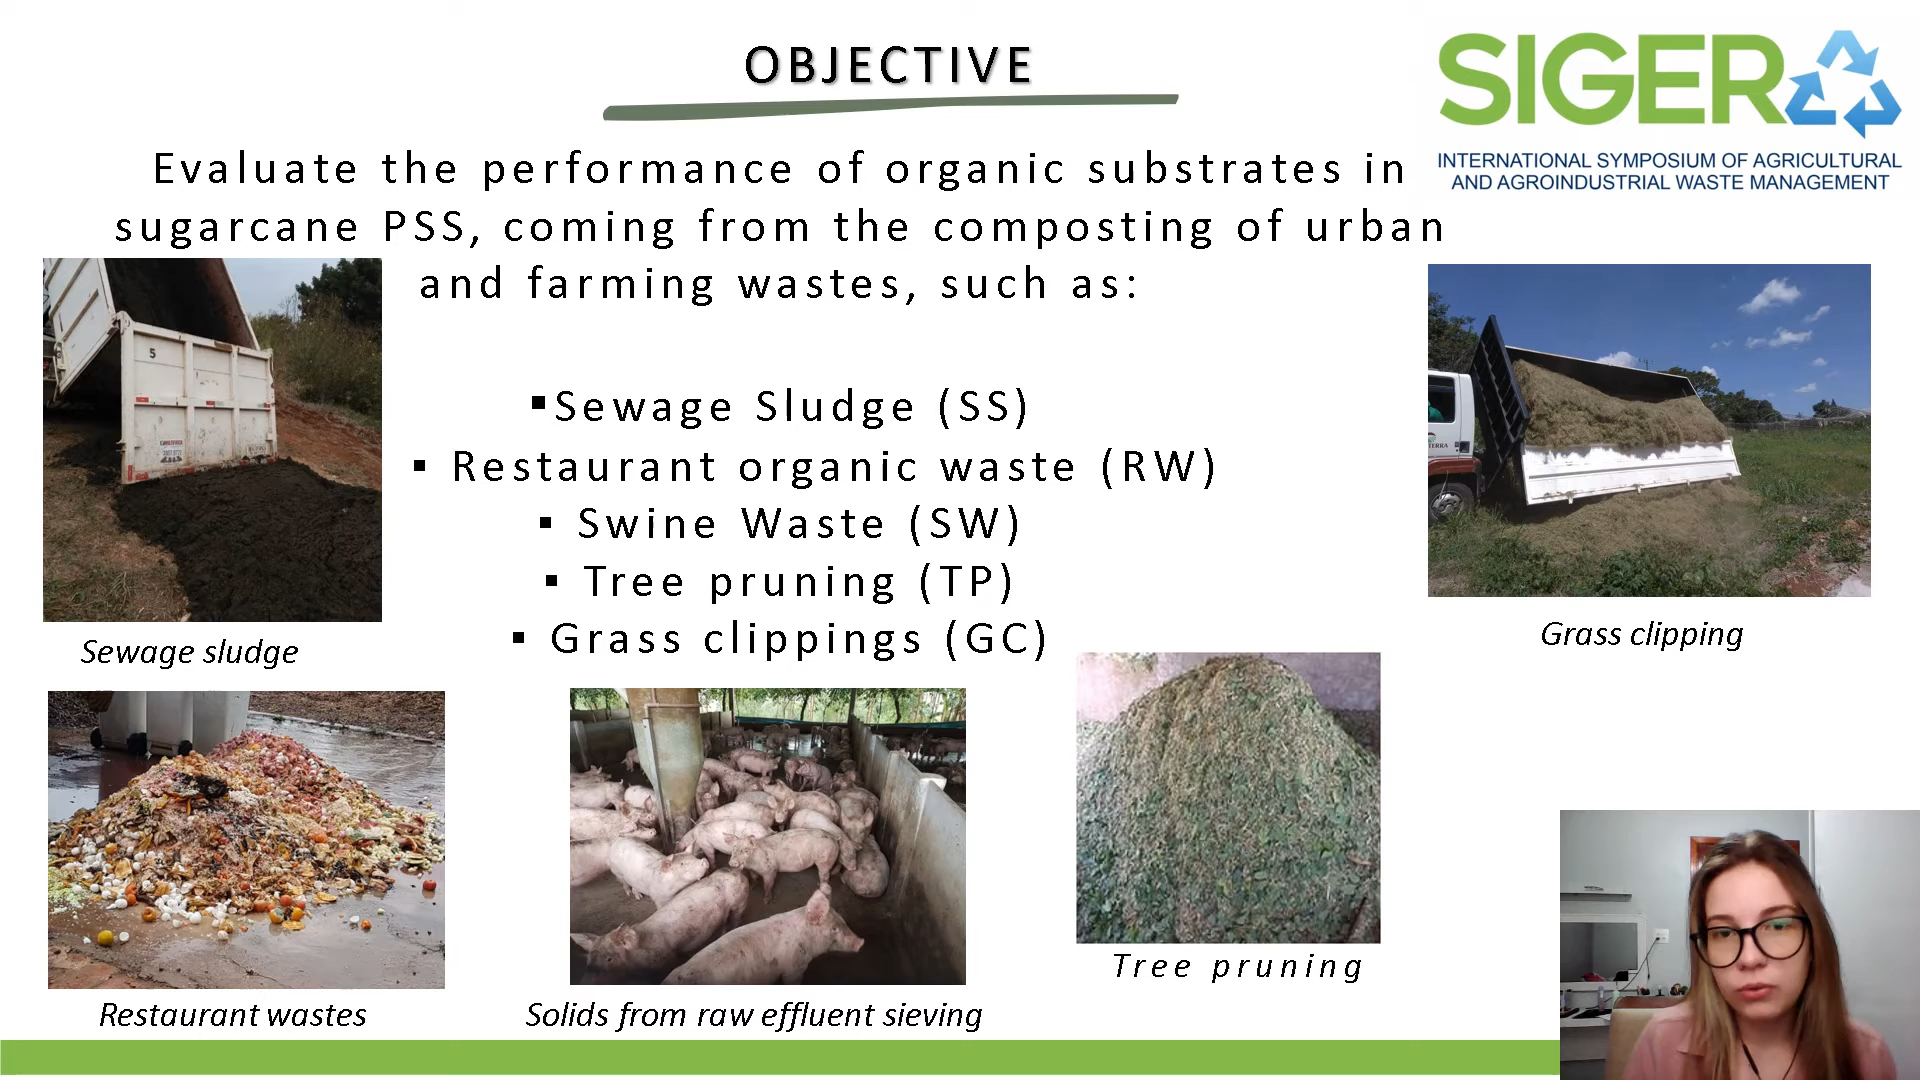 OBJECTIVE
SIGERA
INTERNATIONAL SYMPOSIUM OF AGRICULTURAL
AND AGROINDUSTRIAL WASTE MANAGEMENT
Evaluate the performance of organic substrates in
sugarcane PSS, coming from the composting of urban
and farming wastes, such as:
▪Sewage Sludge (SS)
▪ Restaurant organic waste (RW)
▪ Swine Waste (SW)
▪ Tree pruning (TP)
▪ Grass clippings (GC)
5
TERRA
Sewage sludge
Grass clipping
Tree pruning
Restaurant wastes
Solids from raw effluent sieving